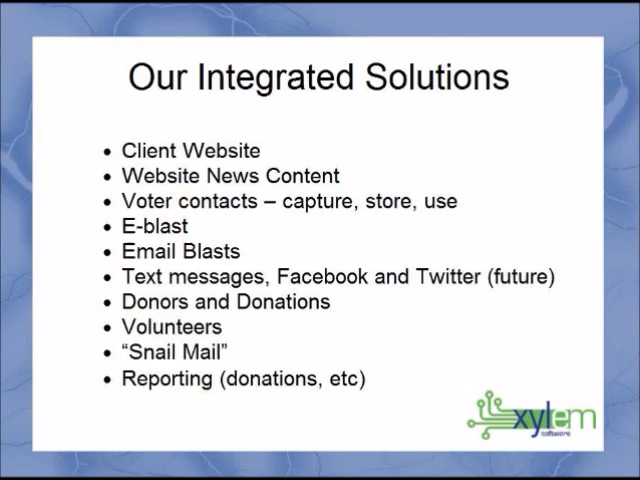 Our Integrated Solutions
• Client Website
• Website News Content
• Voter contacts – capture, store, use
• E-blast
• Email Blasts
• Text messages, Facebook and Twitter (future)
• Donors and Donations
• Volunteers
• “Snail Mail”
• Reporting (donations, etc)
xylem
software